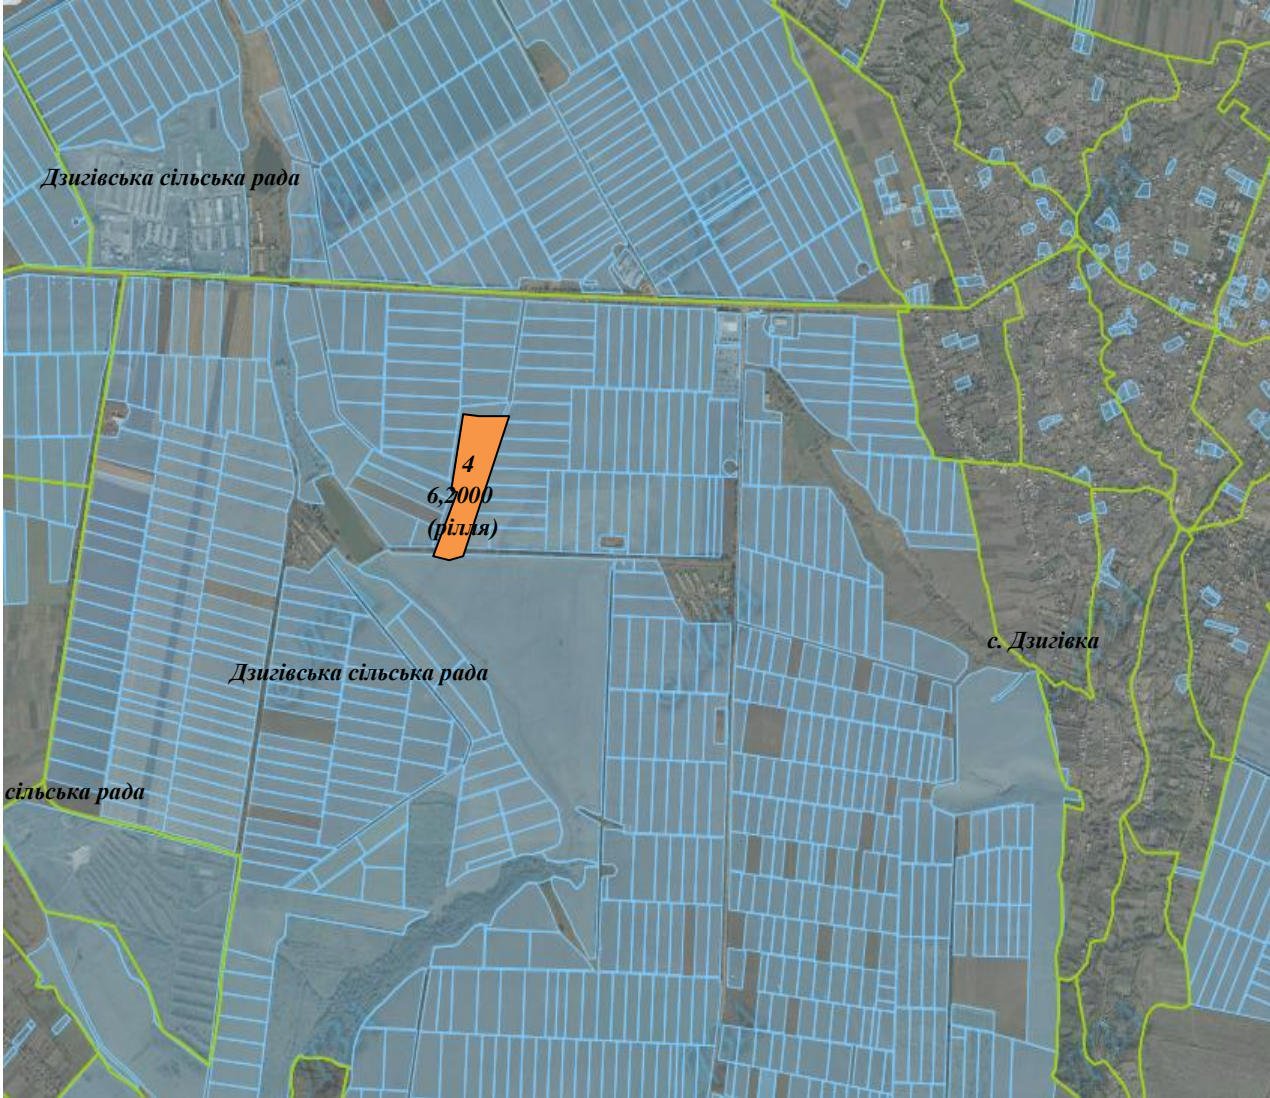 Дзигівська сільська рада
4
6,2000
(рілля)
с. Дзигівка
Дзигівська сільська рада
сільська рада